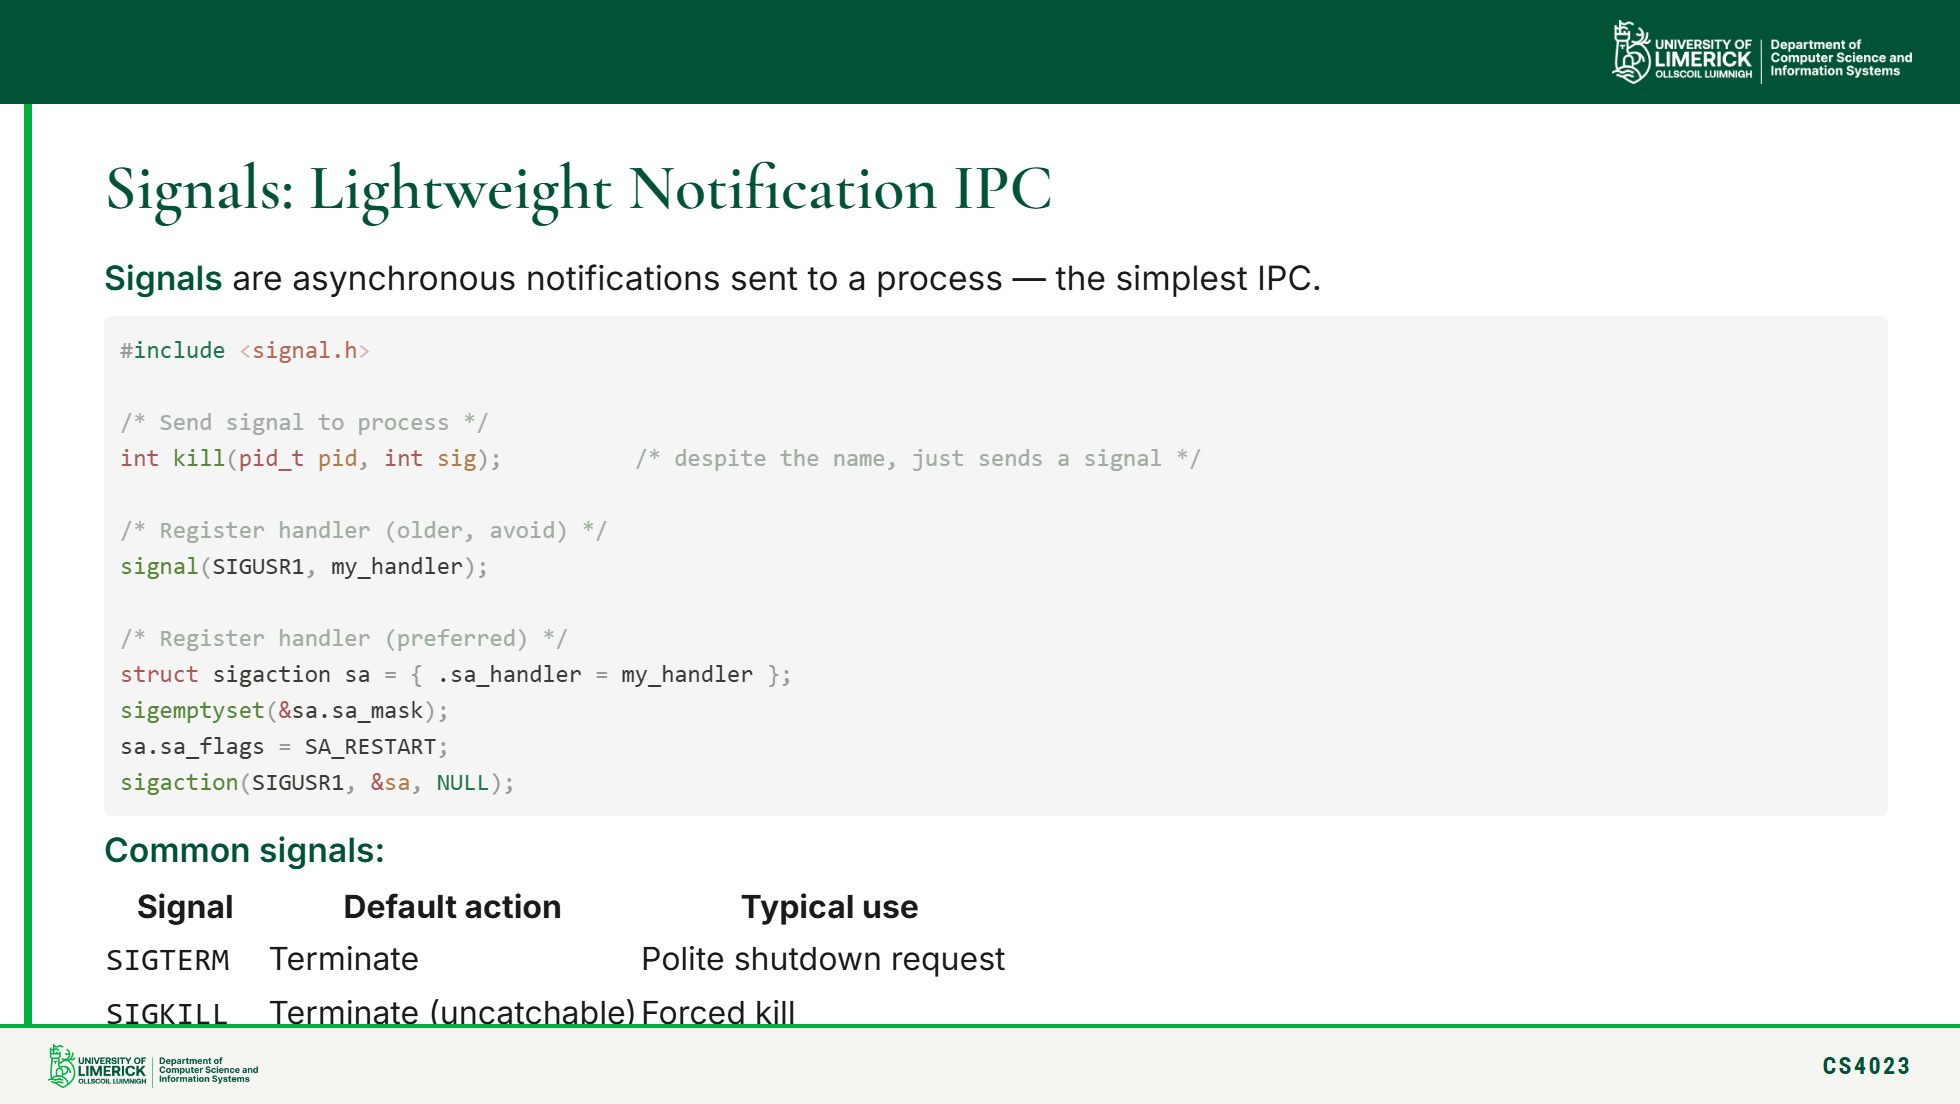 UNIVERSITY OF
LIMERICK
OLLSCOIL LUIMNIGH
Department of
Computer Science and
Information Systems
Signals: Lightweight Notification IPC
Signals are asynchronous notifications sent to a process — the simplest IPC.
#include <signal.h>
/* Send signal to process */
int kill(pid_t pid, int sig);          /* despite the name, just sends a signal */
/* Register handler (older, avoid) */
signal(SIGUSR1, my_handler);
/* Register handler (preferred) */
struct sigaction sa = { .sa_handler = my_handler };
sigemptyset(&sa.sa_mask);
sa.sa_flags = SA_RESTART;
sigaction(SIGUSR1, &sa, NULL);
Common signals:
Signal Default action Typical use
SIGTERM Terminate Polite shutdown request
SIGKILL Terminate (uncatchable) Forced kill
UNIVERSITY OF
LIMERICK
OLLSCOIL LUIMNIGH
Department of
Computer Science and
Information Systems
CS4023